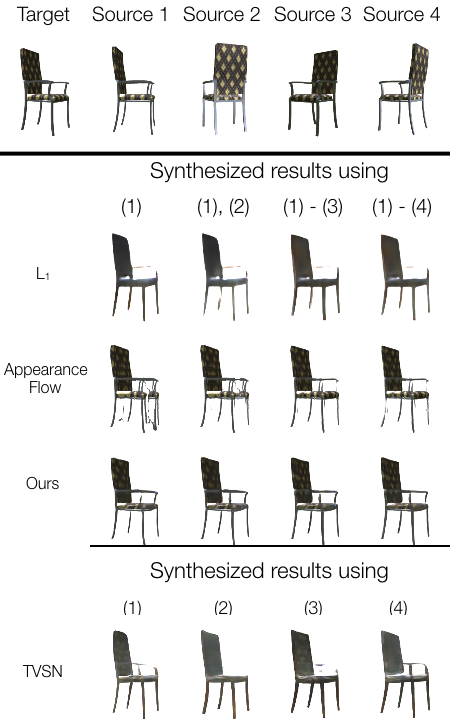 Target Source 1 Source 2 Source 3 Source 4
Synthesized results using
(1) (1), (2) (1) - (3) (1) - (4)
L₁
Appearance
Flow
Ours
Synthesized results using
(1) (2) (3) (4)
TVSN